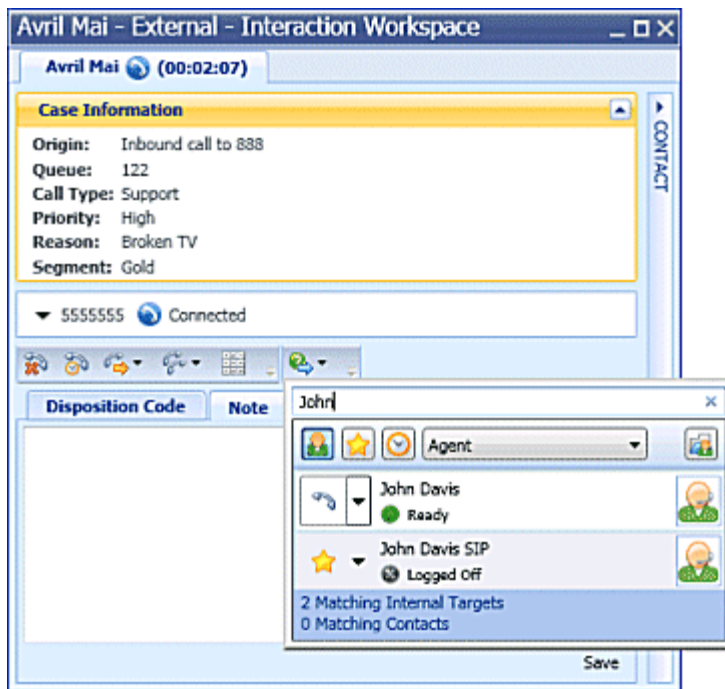 Avril Mai - External - Interaction Workspace
Avril Mai (00:02:07)
Case Information
CONTACT
Origin: Inbound call to 888
Queue: 122
Call Type: Support
Priority: High
Reason: Broken TV
Segment: Gold
5555555 Connected
Disposition Code Note
John
Agent
John Davis
Ready
John Davis SIP
Logged Off
2 Matching Internal Targets
0 Matching Contacts
Save